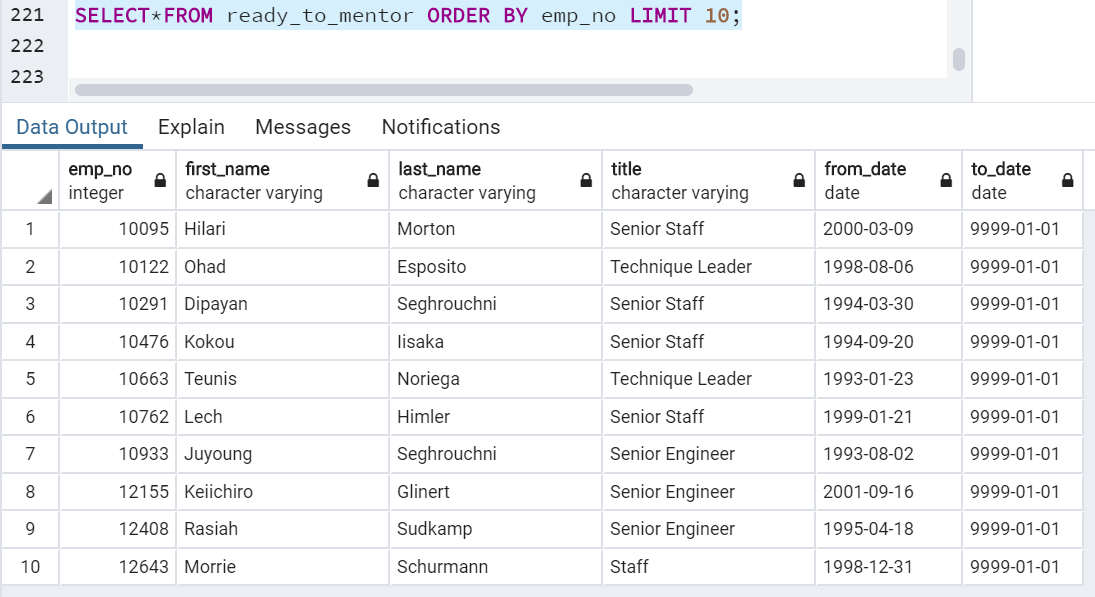 221 SELECT*FROM ready_to_mentor ORDER BY emp_no LIMIT 10;
222
223
Data Output Explain Messages Notifications
emp_no first_name last_name title from_date to_date
integer character varying character varying character varying date date
1 10095 Hilari Morton Senior Staff 2000-03-09 9999-01-01
2 10122 Ohad Esposito Technique Leader 1998-08-06 9999-01-01
3 10291 Dipayan Seghrouchni Senior Staff 1994-03-30 9999-01-01
4 10476 Kokou Iisaka Senior Staff 1994-09-20 9999-01-01
5 10663 Teunis Noriega Technique Leader 1993-01-23 9999-01-01
6 10762 Lech Himler Senior Staff 1999-01-21 9999-01-01
7 10933 Juyoung Seghrouchni Senior Engineer 1993-08-02 9999-01-01
8 12155 Keiichiro Glinert Senior Engineer 2001-09-16 9999-01-01
9 12408 Rasiah Sudkamp Senior Engineer 1995-04-18 9999-01-01
10 12643 Morrie Schurmann Staff 1998-12-31 9999-01-01